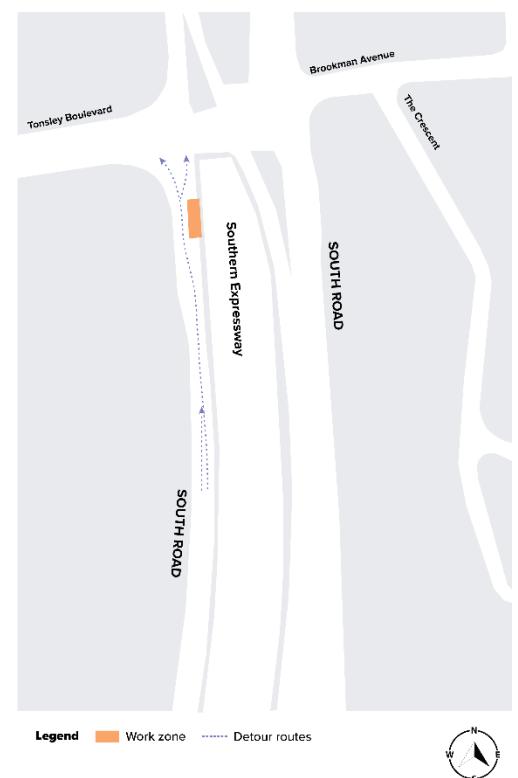 Brookman Avenue
Tonsley Boulevard
The Crescent
Southern Expressway
SOUTH ROAD
SOUTH ROAD
Legend Work zone Detour routes
N
W E
S